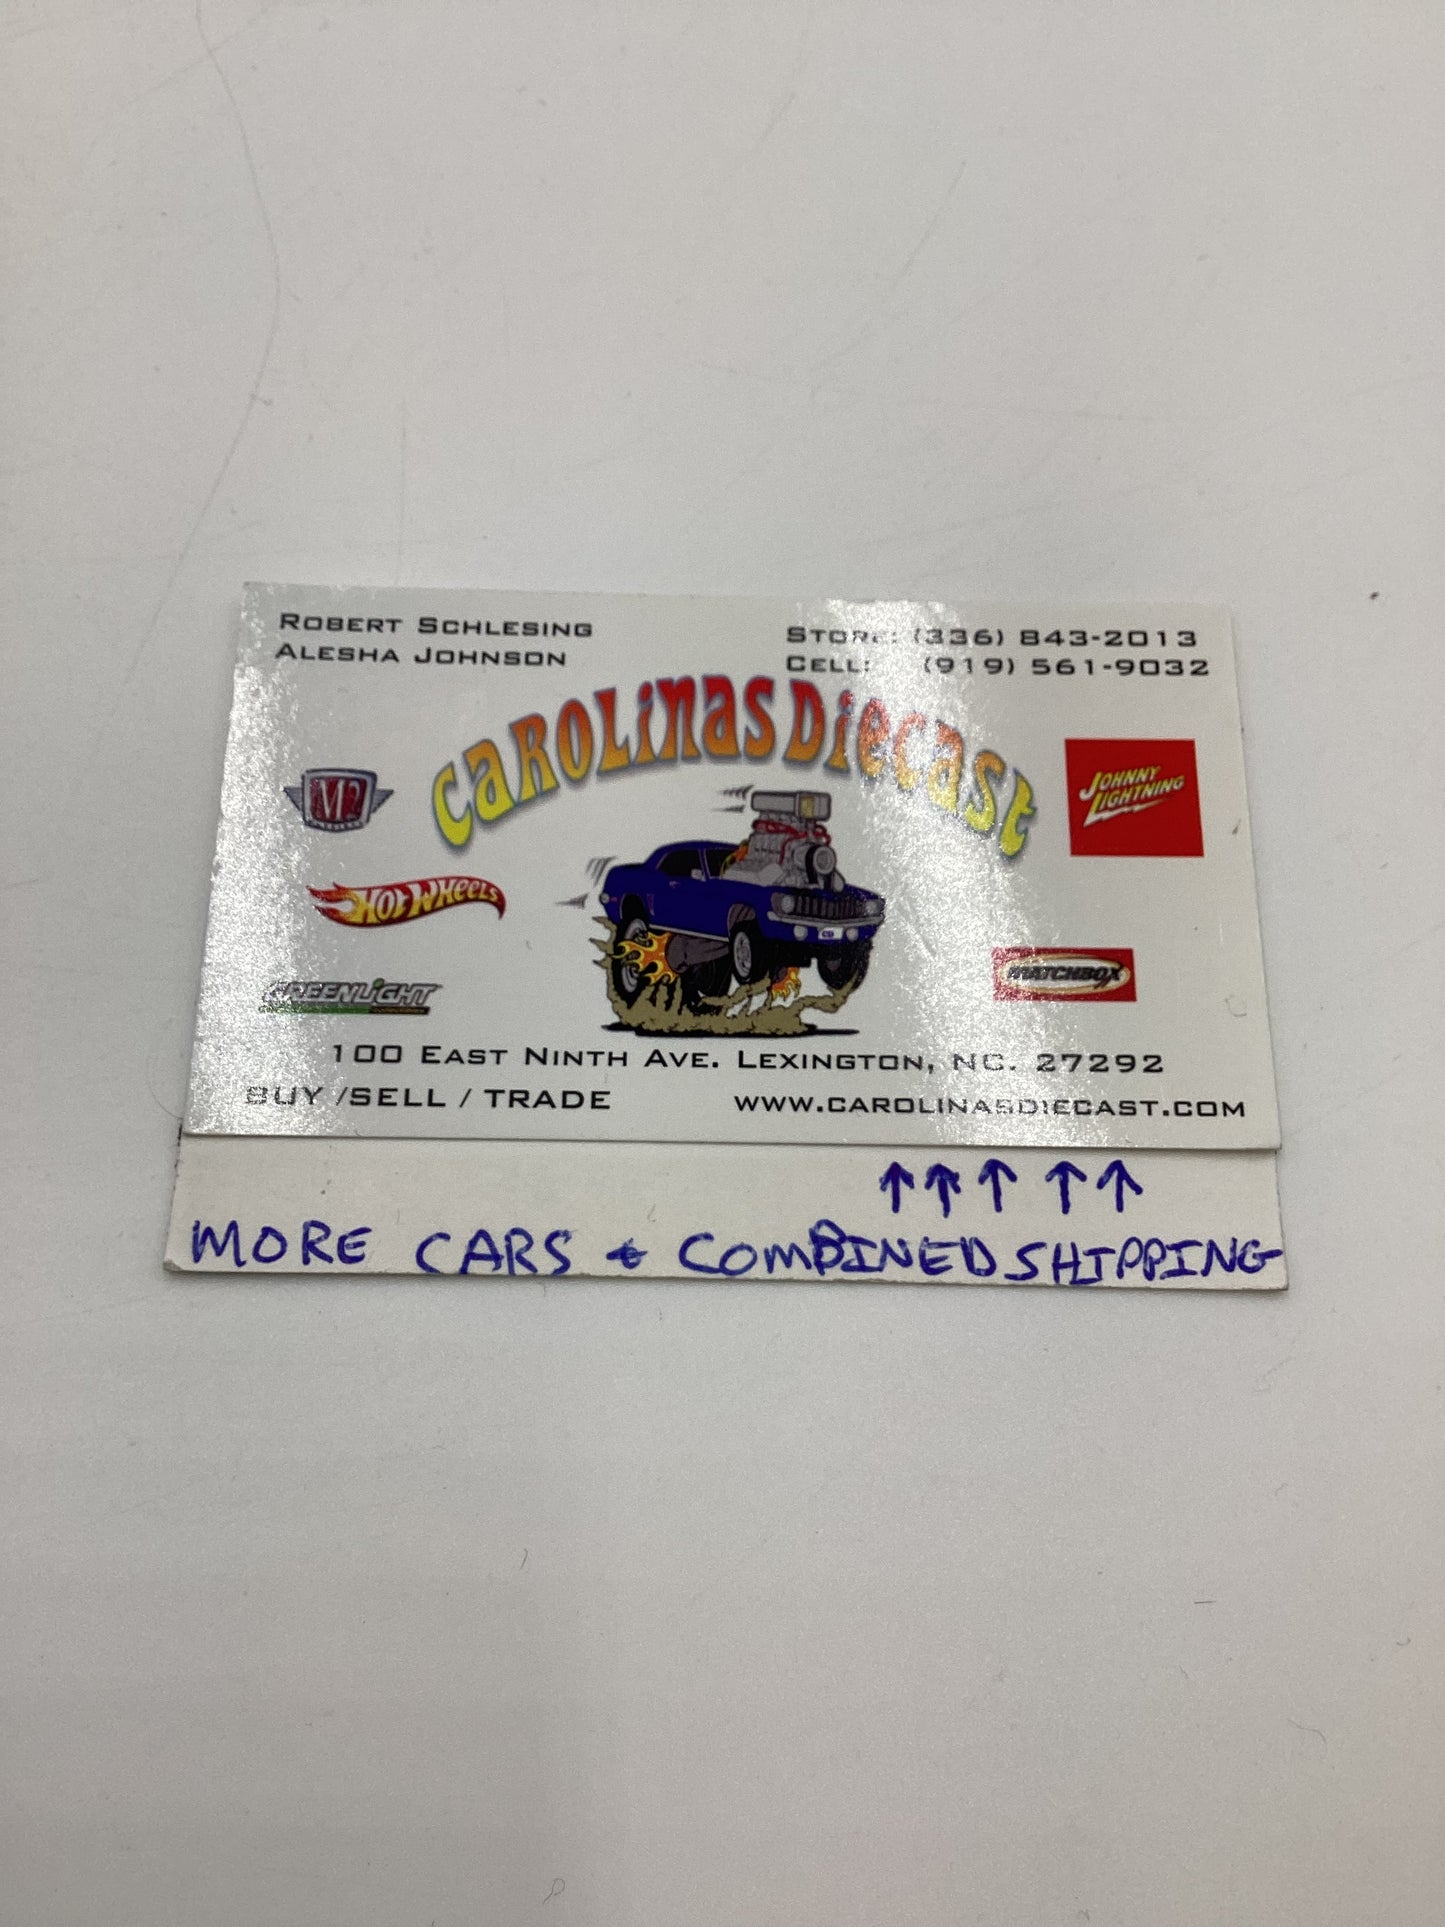 ROBERT SCHLESING
ALESHA JOHNSON
STORE: (336) 843-2013
CELL: (919) 561-9032
CAROLINAS DIECAST
M2
JOHNNY
LIGHTNING
HOT WHEELS
MATCHBOX
GREENLIGHT
CD
100 EAST NINTH AVE. LEXINGTON, NC. 27292
BUY /SELL / TRADE
WWW.CAROLINASDIECAST.COM
↑↑↑ ↑↑
MORE CARS & COMBINED SHIPPING